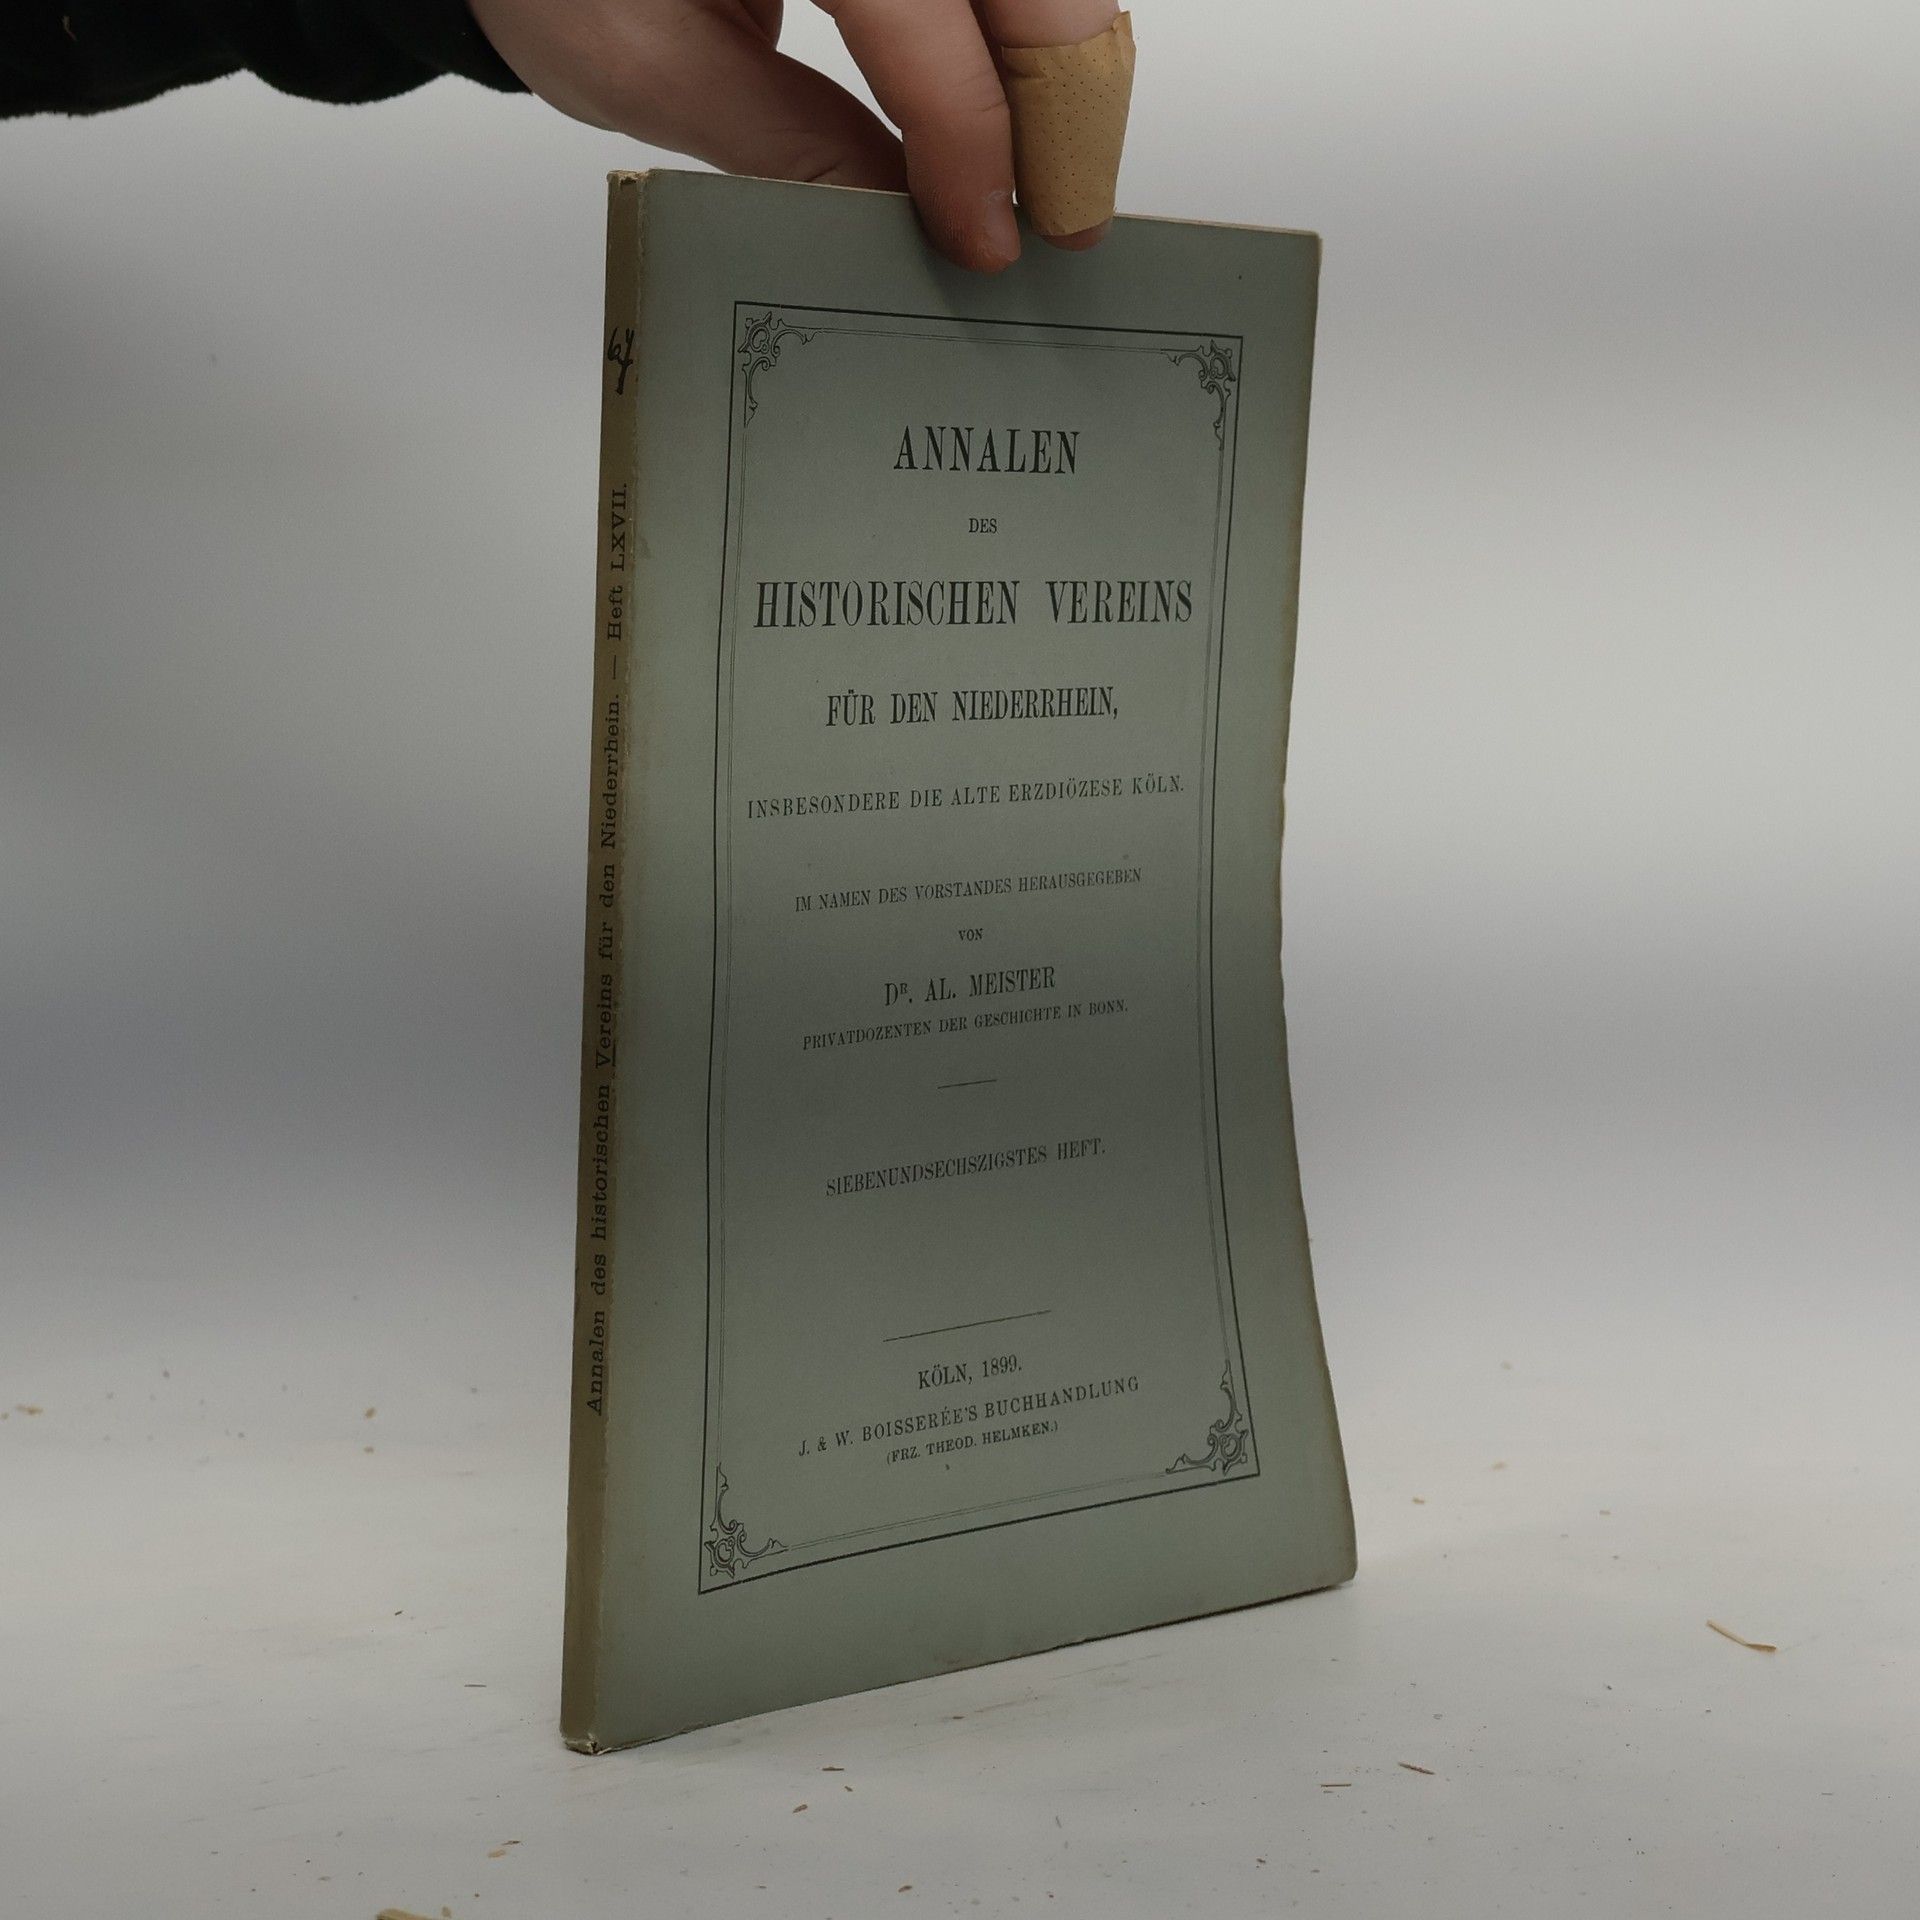 ANNALEN
DES
HISTORISCHEN VEREINS
FÜR DEN NIEDERRHEIN,
INSBESONDERE DIE ALTE ERZDIÖZESE KÖLN.
IM NAMEN DES VORSTANDES HERAUSGEGEBEN
VON
DR. AL. MEISTER
PRIVATDOZENTEN DER GESCHICHTE IN BONN.
SIEBENUNDSECHSZIGSTES HEFT.
KÖLN, 1899.
J. & W. BOISSERÉE'S BUCHHANDLUNG
(FRZ. THEOD. HELMKEN.)
Annalen des historischen Vereins für den Niederrhein. — Heft LXVII.